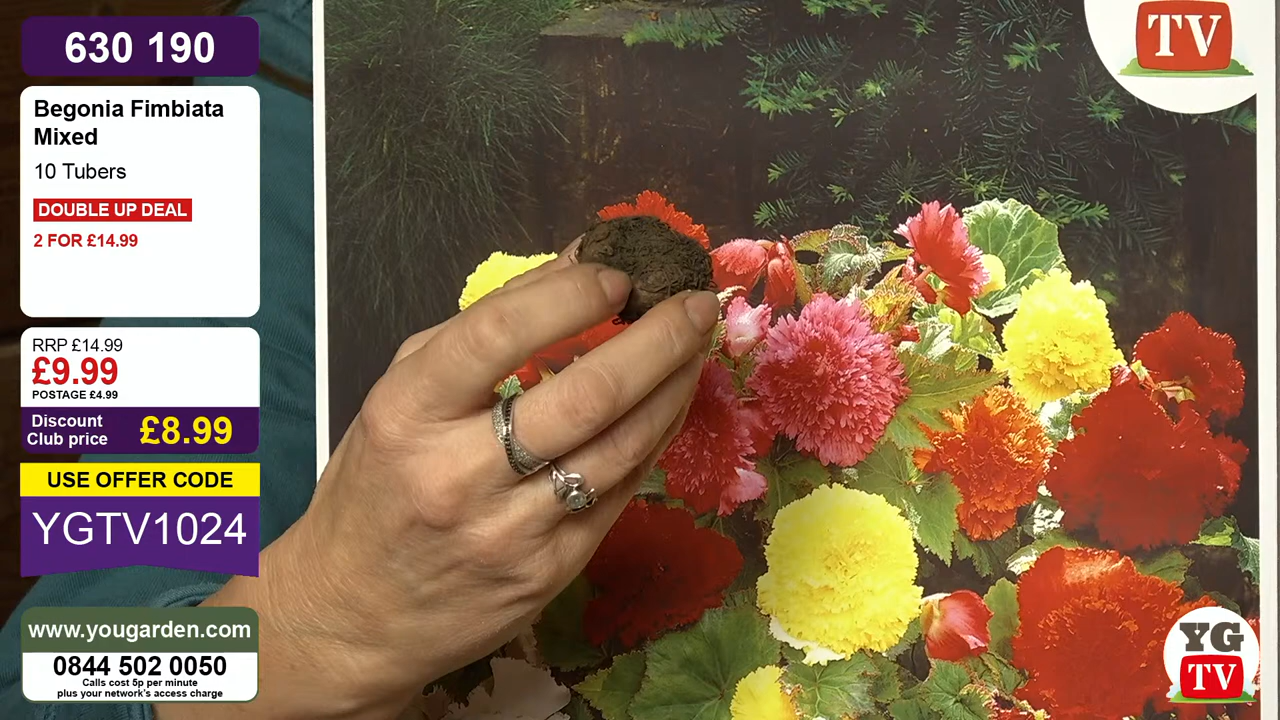 630 190
Begonia Fimbiata
Mixed
10 Tubers
DOUBLE UP DEAL
2 FOR £14.99
RRP £14.99
£9.99
POSTAGE £4.99
Discount
Club price
£8.99
USE OFFER CODE
YGTV1024
www.yougarden.com
0844 502 0050
Calls cost 5p per minute
plus your network's access charge
TV
YG
TV